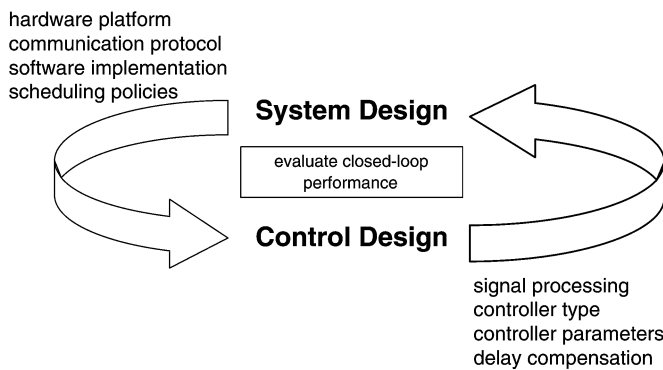 hardware platform
communication protocol
software implementation
scheduling policies
System Design
evaluate closed-loop
performance
Control Design
signal processing
controller type
controller parameters
delay compensation